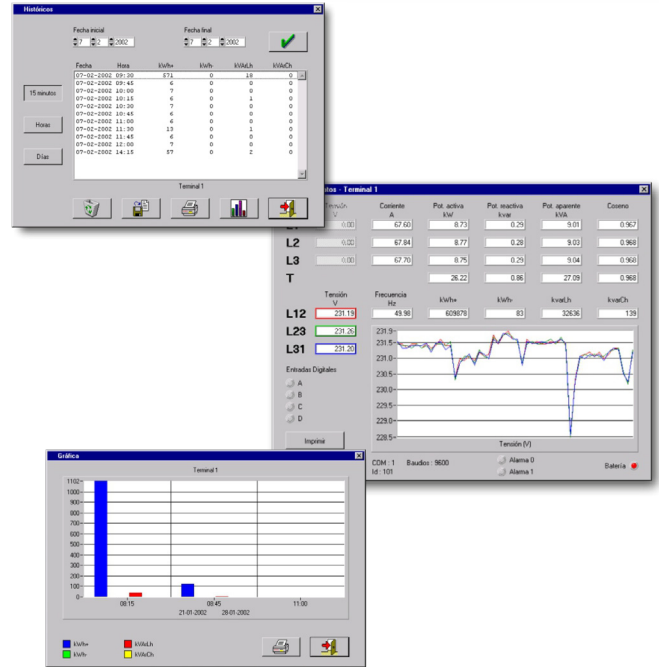 Históricos
Fecha inicial Fecha final
7 2 2002 7 2 2002
Fecha Hora kWh+ kWh- kVArLh kVArCh
07-02-2002 09:30 571 0 18 0
07-02-2002 09:45 6 0 0 0
07-02-2002 10:00 7 0 0 0
07-02-2002 10:15 6 0 1 0
07-02-2002 10:30 7 0 0 0
07-02-2002 10:45 6 0 0 0
07-02-2002 11:00 6 0 0 0
07-02-2002 11:30 13 0 1 0
07-02-2002 11:45 6 0 0 0
07-02-2002 12:00 7 0 0 0
07-02-2002 14:15 57 0 2 0
15 minutos
Horas
Días
Terminal 1
tos - Terminal 1
Tensión Corriente Pot. activa Pot. reactiva Pot. aparente Coseno
V A kW kvar kVA
L1 0.00 67.60 8.73 0.29 9.01 0.967
L2 0.00 67.84 8.77 0.28 9.03 0.968
L3 0.00 67.70 8.75 0.29 9.04 0.968
T 26.22 0.86 27.09 0.968
Tensión Frecuencia kWh+ kWh- kvarLh kvarCh
V Hz
L12 231.19 49.98 609878 83 32636 139
L23 231.26
L31 231.20
231.9
231.5
231.0
230.5
230.0
229.5
229.0
228.5
Tensión (V)
Entradas Digitales
A
B
C
D
Imprimir
COM : 1 Baudios : 9600 Alarma 0
Id : 101 Alarma 1
Batería
Gráfica
Terminal 1
1102
1000
900
800
700
600
500
400
300
200
100
0
08:15 08:45 11:00
21-01-2002 28-01-2002
kWh+ kVArLh
kWh- kVArCh